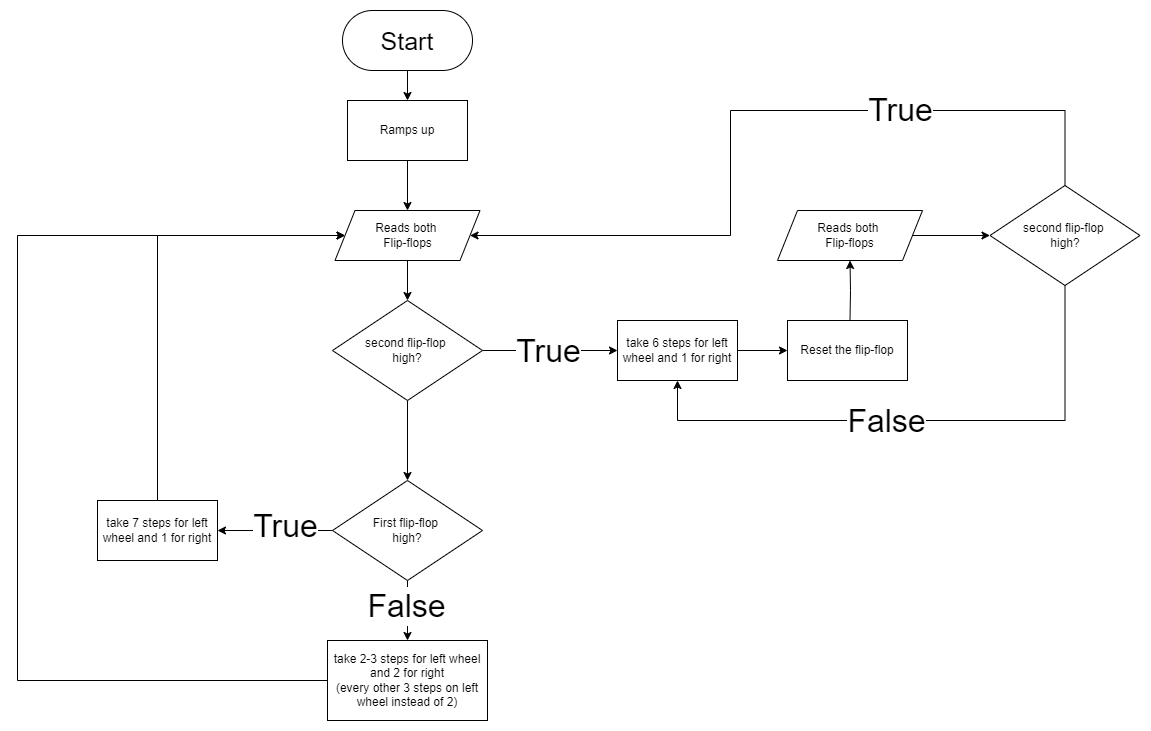 Start
Ramps up
True
Reads both
Flip-flops
Reads both
Flip-flops
second flip-flop
high?
second flip-flop
high?
True
take 6 steps for left
wheel and 1 for right
Reset the flip-flop
False
First flip-flop
high?
True
take 7 steps for left
wheel and 1 for right
False
take 2-3 steps for left wheel
and 2 for right
(every other 3 steps on left
wheel instead of 2)